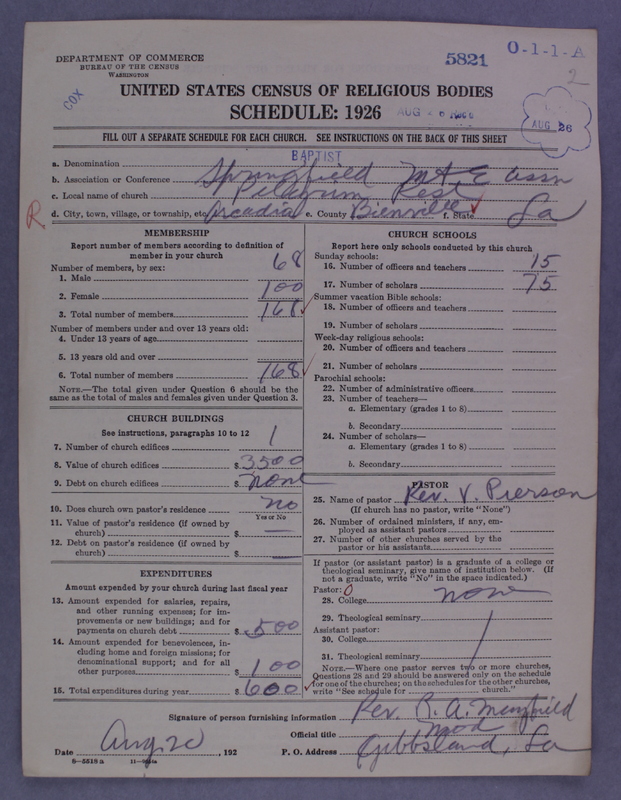 DEPARTMENT OF COMMERCE
BUREAU OF THE CENSUS
WASHINGTON
5821
O-1-1-A
2
COX
UNITED STATES CENSUS OF RELIGIOUS BODIES
SCHEDULE: 1926
AUG 26
FILL OUT A SEPARATE SCHEDULE FOR EACH CHURCH. SEE INSTRUCTIONS ON THE BACK OF THIS SHEET
a. Denomination BAPTIST
b. Association or Conference Springfield Mt E assn
c. Local name of church Pilgrim Rest
R
d. City, town, village, or township, etc Arcadia e. County Bienville f. State La
MEMBERSHIP
Report number of members according to definition of
member in your church
Number of members, by sex:
1. Male 68
2. Female 100
3. Total number of members 168
Number of members under and over 13 years old:
4. Under 13 years of age
5. 13 years old and over
6. Total number of members 168
NOTE.—The total given under Question 6 should be the
same as the total of males and females given under Question 3.
CHURCH BUILDINGS
See instructions, paragraphs 10 to 12
7. Number of church edifices 1
8. Value of church edifices $ 3500
9. Debt on church edifices $ none
10. Does church own pastor's residence no
Yes or No
11. Value of pastor's residence (if owned by
church) $ —
12. Debt on pastor's residence (if owned by
church) $ —
EXPENDITURES
Amount expended by your church during last fiscal year
13. Amount expended for salaries, repairs,
and other running expenses; for im-
provements or new buildings; and for
payments on church debt $ 500
14. Amount expended for benevolences, in-
cluding home and foreign missions; for
denominational support; and for all
other purposes $ 100
15. Total expenditures during year $ 600
CHURCH SCHOOLS
Report here only schools conducted by this church
Sunday schools:
16. Number of officers and teachers 15
17. Number of scholars 75
Summer vacation Bible schools:
18. Number of officers and teachers
19. Number of scholars
Week-day religious schools:
20. Number of officers and teachers
21. Number of scholars
Parochial schools:
22. Number of administrative officers
23. Number of teachers—
a. Elementary (grades 1 to 8)
b. Secondary
24. Number of scholars—
a. Elementary (grades 1 to 8)
b. Secondary
PASTOR
25. Name of pastor Rev. V. Pierson
(If church has no pastor, write "None")
26. Number of ordained ministers, if any, em-
ployed as assistant pastors
27. Number of other churches served by the
pastor or his assistants
If pastor (or assistant pastor) is a graduate of a college or
theological seminary, give name of institution below. (If
not a graduate, write "No" in the space indicated.)
Pastor: 0
28. College none
29. Theological seminary
Assistant pastor:
30. College
31. Theological seminary
NOTE.—Where one pastor serves two or more churches,
Questions 28 and 29 should be answered only on the schedule
for one of the churches; on the schedules for the other churches,
write "See schedule for church."
Signature of person furnishing information Rev. R. A. Mayfield
Official title mod
Date Aug 20, 192 P. O. Address Gibbsland, La
8—5518 a